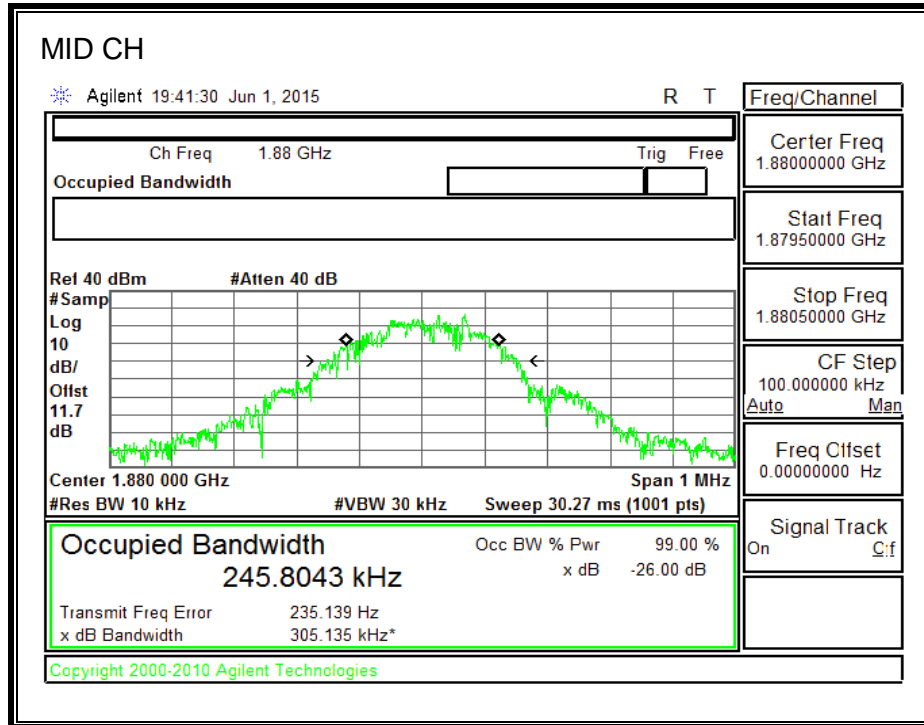 MID CH
Agilent 19:41:30 Jun 1, 2015 R T
Freq/Channel
Ch Freq 1.88 GHz Trig Free
Occupied Bandwidth
Center Freq
1.88000000 GHz
Start Freq
1.87950000 GHz
Stop Freq
1.88050000 GHz
CF Step
100.000000 kHz
Auto Man
Freq Offset
0.00000000 Hz
Signal Track
On Off
Ref 40 dBm #Atten 40 dB
#Samp
Log
10
dB/
Offst
11.7
dB
Center 1.880 000 GHz Span 1 MHz
#Res BW 10 kHz #VBW 30 kHz Sweep 30.27 ms (1001 pts)
Occupied Bandwidth Occ BW % Pwr 99.00 %
245.8043 kHz x dB -26.00 dB
Transmit Freq Error 235.139 Hz
x dB Bandwidth 305.135 kHz*
Copyright 2000-2010 Agilent Technologies